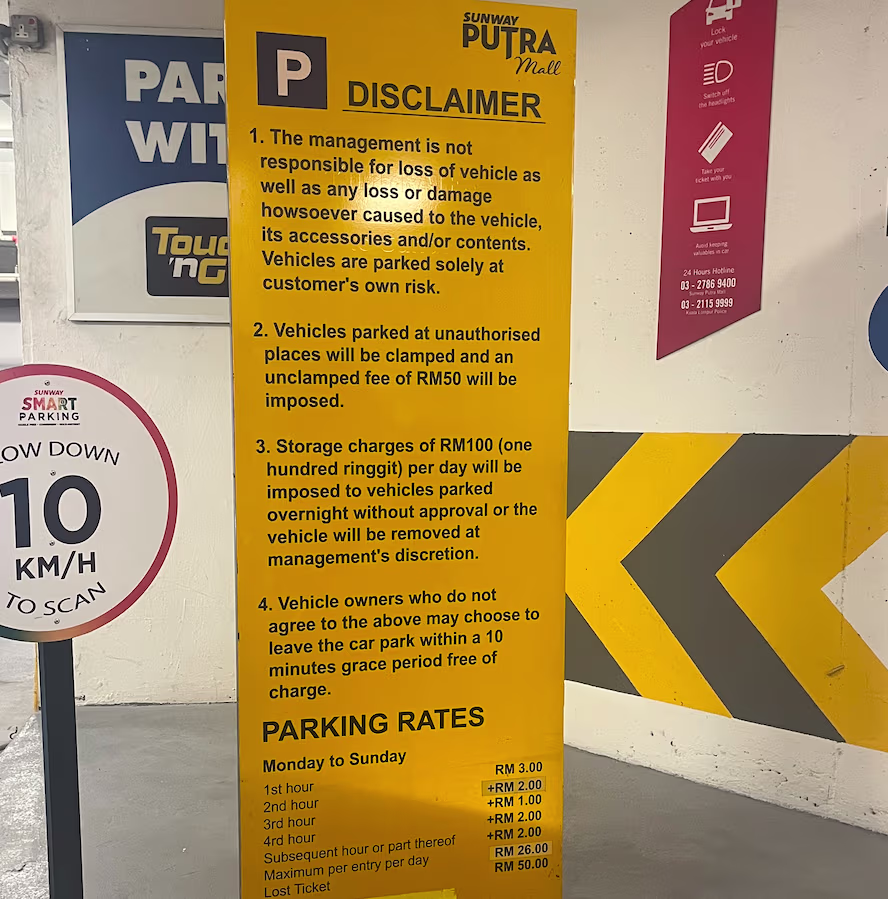 SUNWAY
PUTRA
Mall
P
DISCLAIMER
1. The management is not
responsible for loss of vehicle as
well as any loss or damage
howsoever caused to the vehicle,
its accessories and/or contents.
Vehicles are parked solely at
customer's own risk.
2. Vehicles parked at unauthorised
places will be clamped and an
unclamped fee of RM50 will be
imposed.
3. Storage charges of RM100 (one
hundred ringgit) per day will be
imposed to vehicles parked
overnight without approval or the
vehicle will be removed at
management's discretion.
4. Vehicle owners who do not
agree to the above may choose to
leave the car park within a 10
minutes grace period free of
charge.
PARKING RATES
Monday to Sunday
1st hour RM 3.00
2nd hour +RM 2.00
3rd hour +RM 1.00
4rd hour +RM 2.00
Subsequent hour or part thereof +RM 2.00
Maximum per entry per day RM 26.00
Lost Ticket RM 50.00
PAR
WIT
Touc
'nG
SUNWAY
SMART
PARKING
OW DOWN
10
KM/H
TO SCAN
Lock
your vehicle
Switch off
the headlights
Take your
ticket with you
Avoid keeping
valuables in car
24 Hours Hotline
03 - 2786 9400
Sunway Putra Mall
03 - 2115 9999
Kuala Lumpur Police